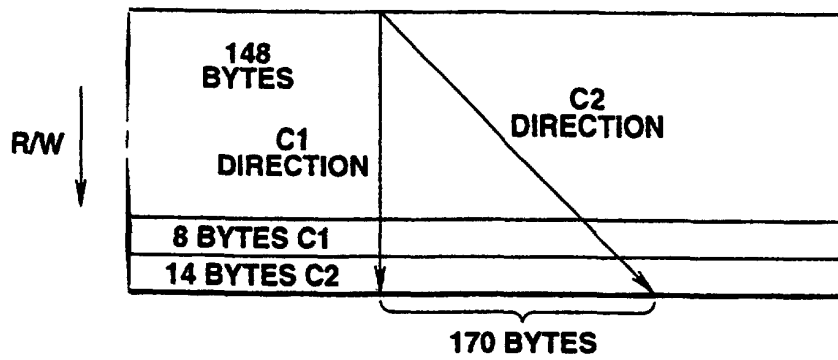 148
BYTES
R/W
C1
DIRECTION
C2
DIRECTION
8 BYTES C1
14 BYTES C2
170 BYTES